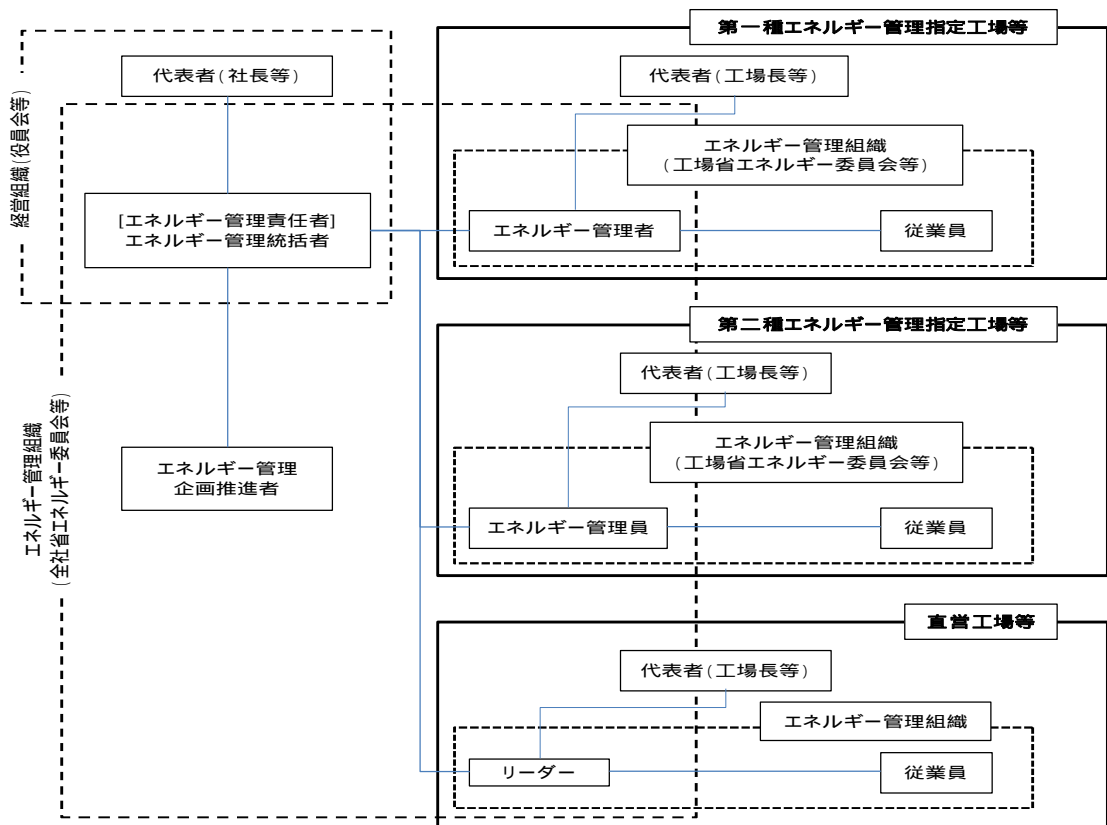 経営組織(役員会等)
代表者(社長等)
[エネルギー管理責任者]
エネルギー管理統括者
エネルギー管理
企画推進者
エネルギー管理組織
(全社省エネルギー委員会等)
第一種エネルギー管理指定工場等
代表者(工場長等)
エネルギー管理組織
(工場省エネルギー委員会等)
エネルギー管理者
従業員
第二種エネルギー管理指定工場等
代表者(工場長等)
エネルギー管理組織
(工場省エネルギー委員会等)
エネルギー管理員
従業員
直営工場等
代表者(工場長等)
エネルギー管理組織
リーダー
従業員